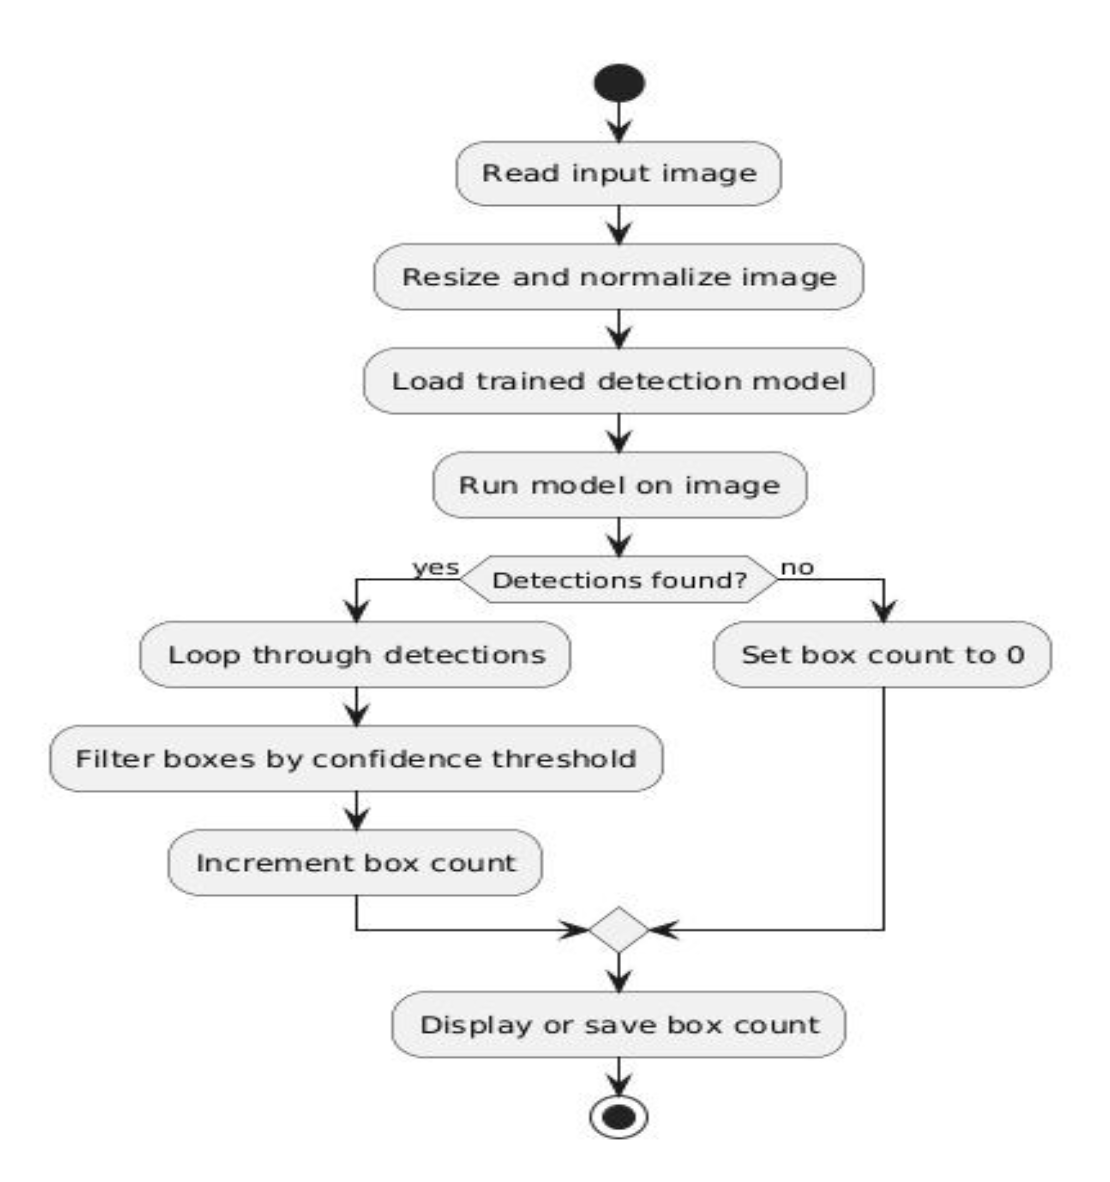 Read input image
Resize and normalize image
Load trained detection model
Run model on image
yes
Detections found?
no
Loop through detections
Set box count to 0
Filter boxes by confidence threshold
Increment box count
Display or save box count